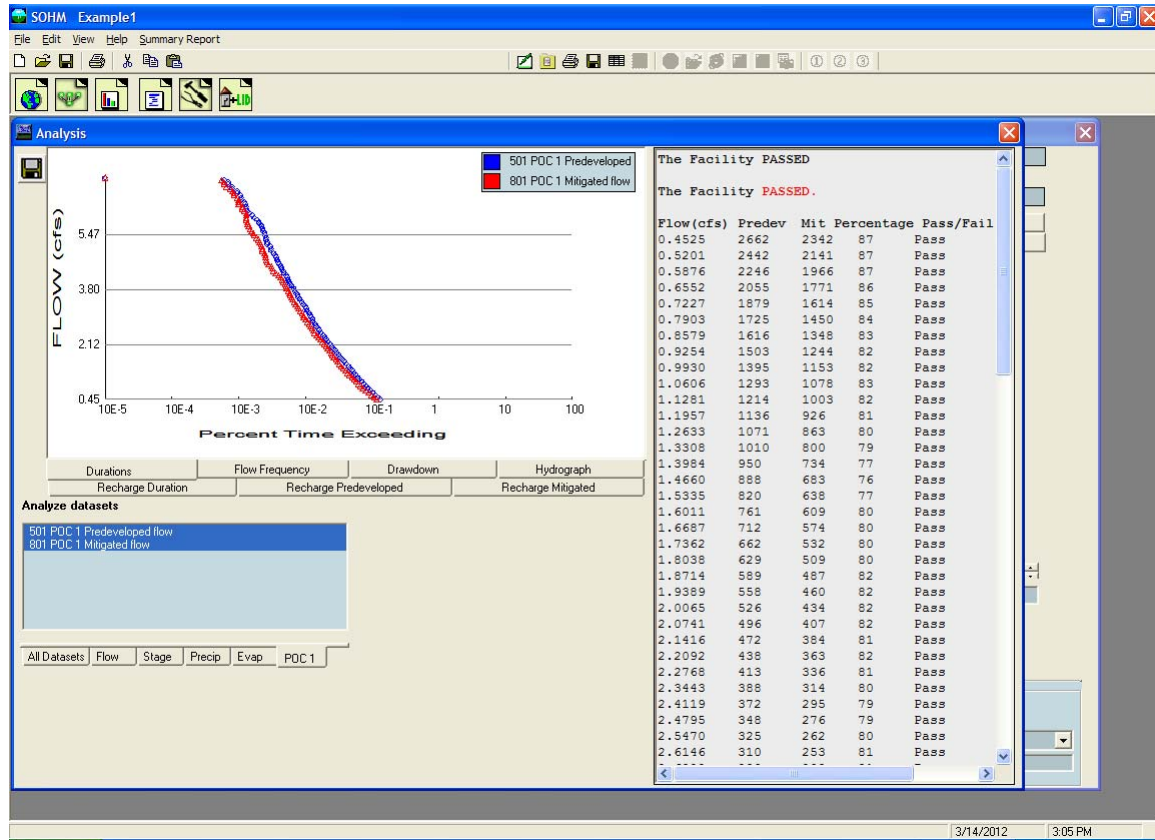 SOHM Example1
File Edit View Help Summary Report
Analysis
501 POC 1 Predeveloped
801 POC 1 Mitigated flow
FLOW (cfs)
5.47
3.80
2.12
0.45
10E-5 10E-4 10E-3 10E-2 10E-1 1 10 100
Percent Time Exceeding
Durations Flow Frequency Drawdown Hydrograph
Recharge Duration Recharge Predeveloped Recharge Mitigated
Analyze datasets
501 POC 1 Predeveloped flow
801 POC 1 Mitigated flow
All Datasets Flow Stage Precip Evap POC 1
The Facility PASSED
The Facility PASSED.
Flow(cfs) Predev Mit Percentage Pass/Fail
0.4525 2662 2342 87 Pass
0.5201 2442 2141 87 Pass
0.5876 2246 1966 87 Pass
0.6552 2055 1771 86 Pass
0.7227 1879 1614 85 Pass
0.7903 1725 1450 84 Pass
0.8579 1616 1348 83 Pass
0.9254 1503 1244 82 Pass
0.9930 1395 1153 82 Pass
1.0606 1293 1078 83 Pass
1.1281 1214 1003 82 Pass
1.1957 1136 926 81 Pass
1.2633 1071 863 80 Pass
1.3308 1010 800 79 Pass
1.3984 950 734 77 Pass
1.4660 888 683 76 Pass
1.5335 820 638 77 Pass
1.6011 761 609 80 Pass
1.6687 712 574 80 Pass
1.7362 662 532 80 Pass
1.8038 629 509 80 Pass
1.8714 589 487 82 Pass
1.9389 558 460 82 Pass
2.0065 526 434 82 Pass
2.0741 496 407 82 Pass
2.1416 472 384 81 Pass
2.2092 438 363 82 Pass
2.2768 413 336 81 Pass
2.3443 388 314 80 Pass
2.4119 372 295 79 Pass
2.4795 348 276 79 Pass
2.5470 325 262 80 Pass
2.6146 310 253 81 Pass
3/14/2012 3:05 PM